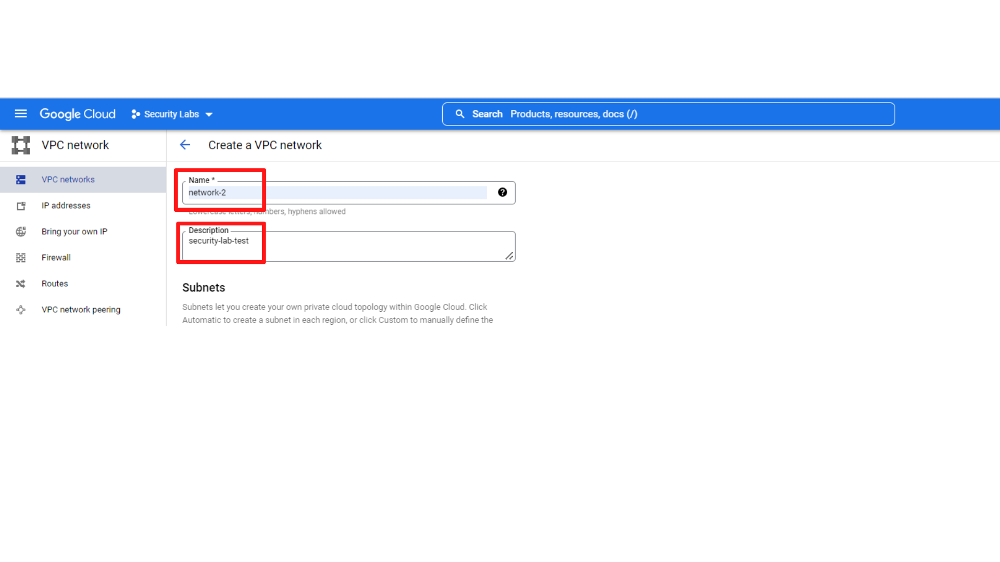 Google Cloud
Security Labs
Search Products, resources, docs (/)
VPC network
Create a VPC network
VPC networks
IP addresses
Bring your own IP
Firewall
Routes
VPC network peering
Name *
network-2
Lowercase letters, numbers, hyphens allowed
Description
security-lab-test
Subnets
Subnets let you create your own private cloud topology within Google Cloud. Click
Automatic to create a subnet in each region, or click Custom to manually define the